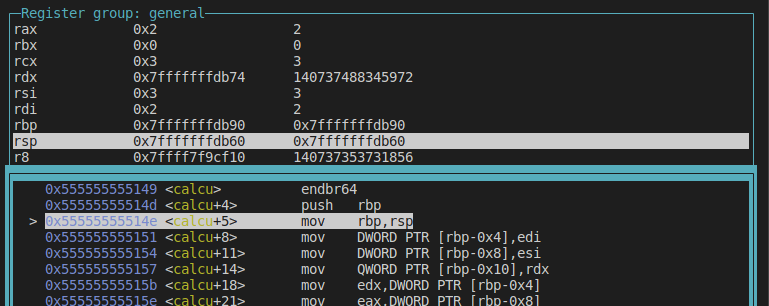 Register group: general
rax 0x2 2
rbx 0x0 0
rcx 0x3 3
rdx 0x7fffffffdb74 140737488345972
rsi 0x3 3
rdi 0x2 2
rbp 0x7fffffffdb90 0x7fffffffdb90
rsp 0x7fffffffdb60 0x7fffffffdb60
r8 0x7ffff7f9cf10 140737353731856
0x555555555149 <calcu> endbr64
0x55555555514d <calcu+4> push rbp
> 0x55555555514e <calcu+5> mov rbp,rsp
0x555555555151 <calcu+8> mov DWORD PTR [rbp-0x4],edi
0x555555555154 <calcu+11> mov DWORD PTR [rbp-0x8],esi
0x555555555157 <calcu+14> mov QWORD PTR [rbp-0x10],rdx
0x55555555515b <calcu+18> mov edx,DWORD PTR [rbp-0x4]
0x55555555515e <calcu+21> mov eax,DWORD PTR [rbp-0x8]